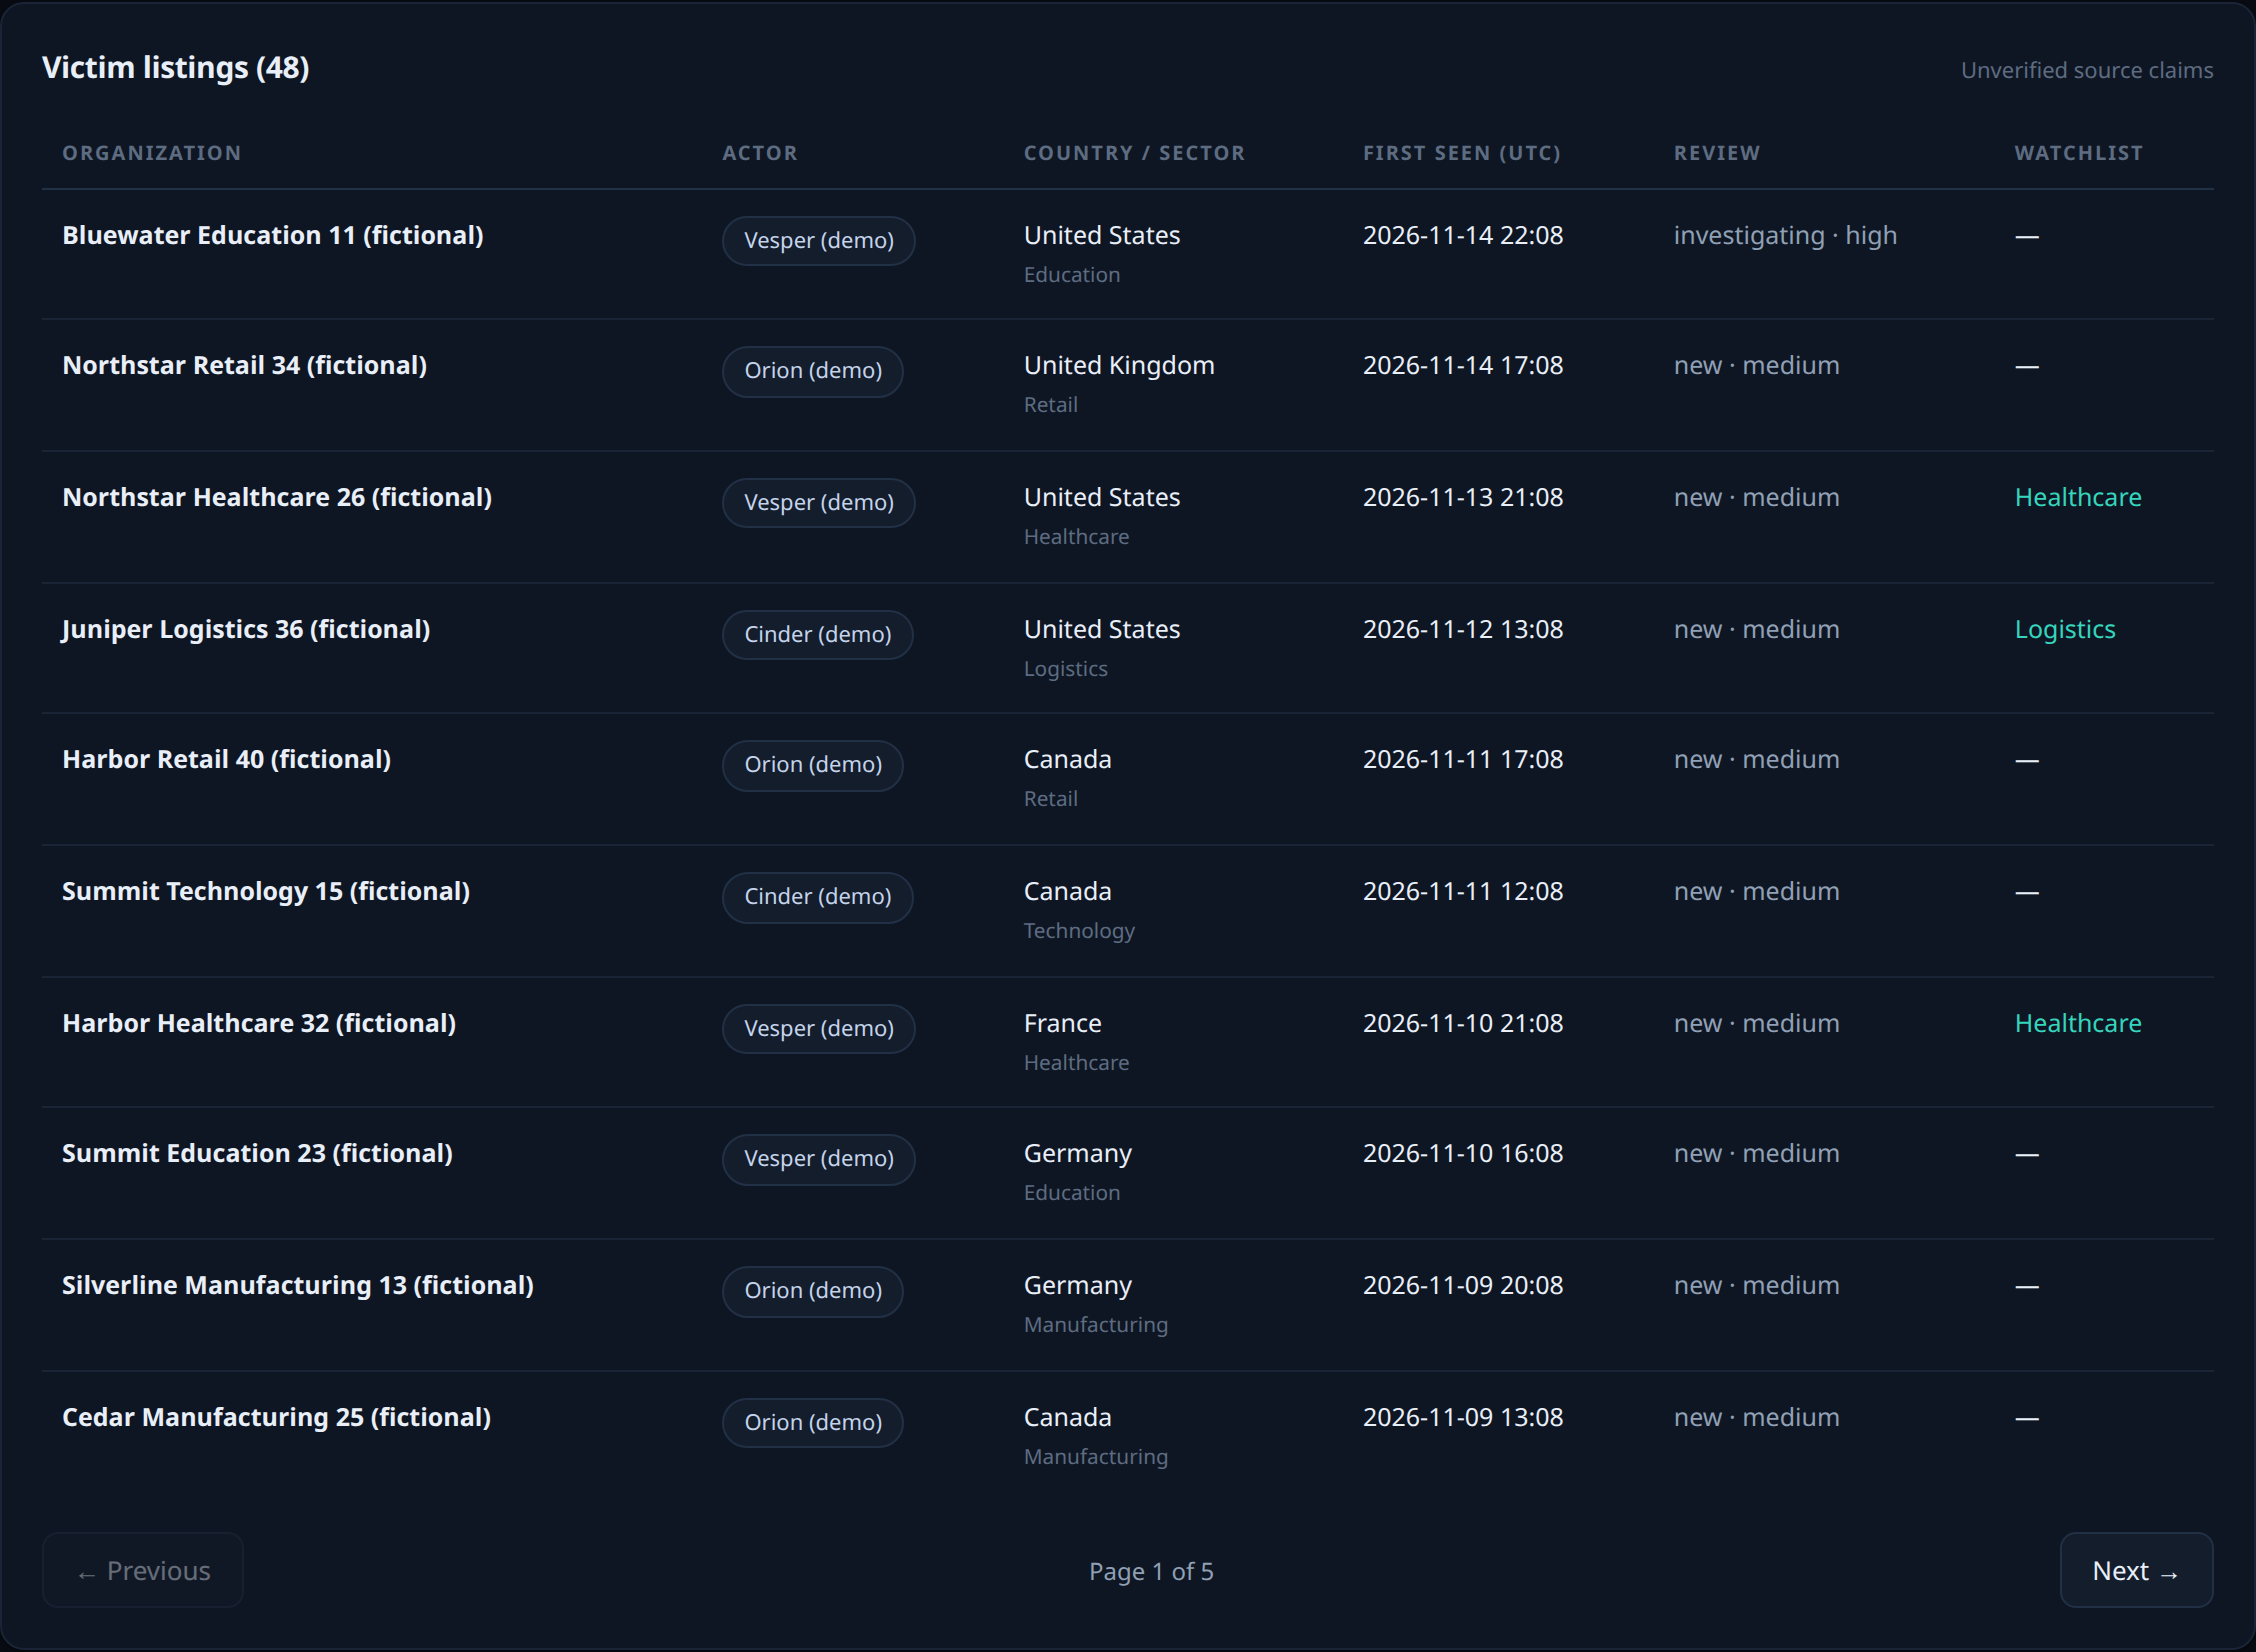 Victim listings (48)
Unverified source claims
ORGANIZATION ACTOR COUNTRY / SECTOR FIRST SEEN (UTC) REVIEW WATCHLIST
Bluewater Education 11 (fictional) Vesper (demo) United States 2026-11-14 22:08 investigating · high —
Education
Northstar Retail 34 (fictional) Orion (demo) United Kingdom 2026-11-14 17:08 new · medium —
Retail
Northstar Healthcare 26 (fictional) Vesper (demo) United States 2026-11-13 21:08 new · medium Healthcare
Healthcare
Juniper Logistics 36 (fictional) Cinder (demo) United States 2026-11-12 13:08 new · medium Logistics
Logistics
Harbor Retail 40 (fictional) Orion (demo) Canada 2026-11-11 17:08 new · medium —
Retail
Summit Technology 15 (fictional) Cinder (demo) Canada 2026-11-11 12:08 new · medium —
Technology
Harbor Healthcare 32 (fictional) Vesper (demo) France 2026-11-10 21:08 new · medium Healthcare
Healthcare
Summit Education 23 (fictional) Vesper (demo) Germany 2026-11-10 16:08 new · medium —
Education
Silverline Manufacturing 13 (fictional) Orion (demo) Germany 2026-11-09 20:08 new · medium —
Manufacturing
Cedar Manufacturing 25 (fictional) Orion (demo) Canada 2026-11-09 13:08 new · medium —
Manufacturing
← Previous Page 1 of 5 Next →